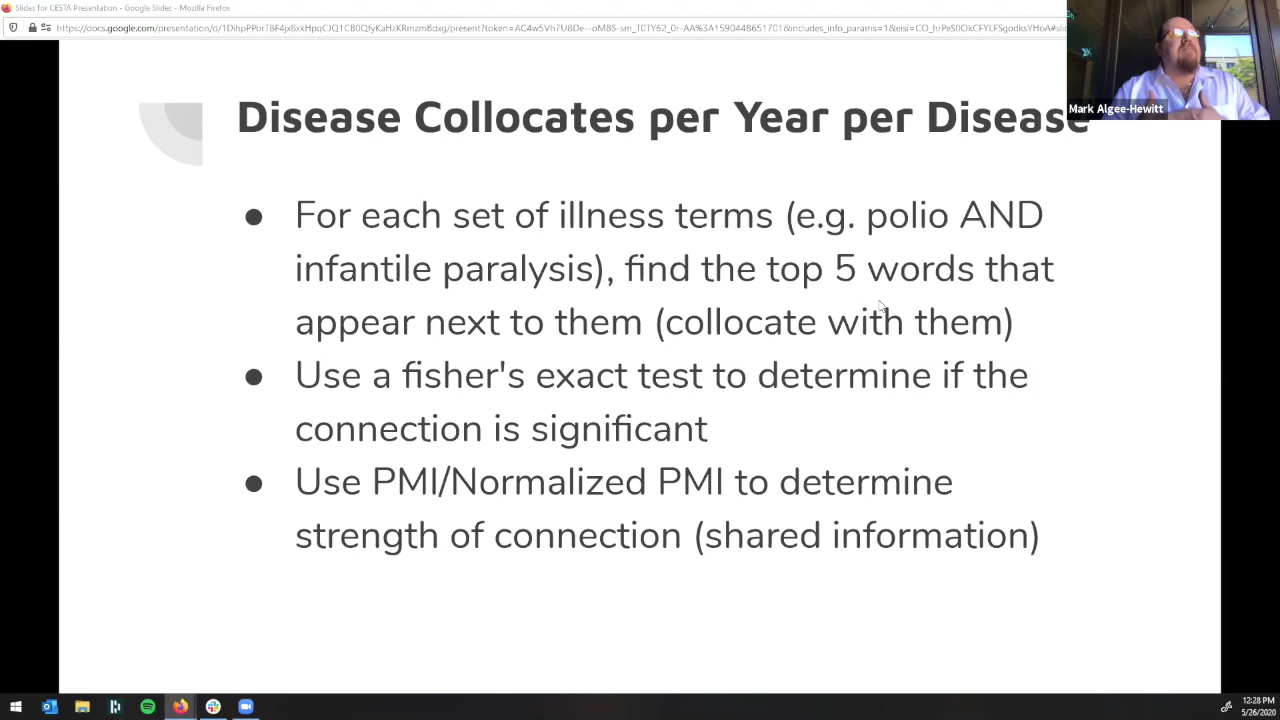 Slides for CESTA Presentation - Google Slides - Mozilla Firefox
Mark Algee-Hewitt
Disease Collocates per Year per Disease
● For each set of illness terms (e.g. polio AND
infantile paralysis), find the top 5 words that
appear next to them (collocate with them)
● Use a fisher's exact test to determine if the
connection is significant
● Use PMI/Normalized PMI to determine
strength of connection (shared information)
12:28 PM
5/26/2020